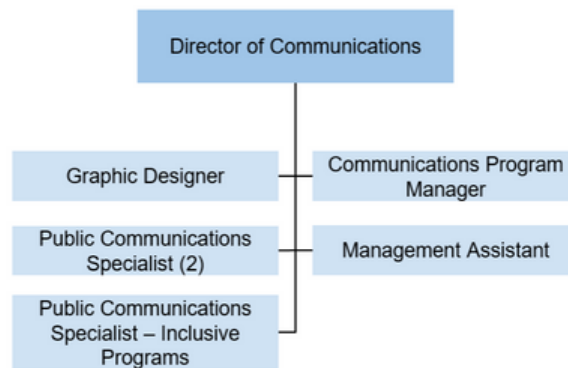 Director of Communications
Graphic Designer
Communications Program
Manager
Public Communications
Specialist (2)
Management Assistant
Public Communications
Specialist – Inclusive
Programs